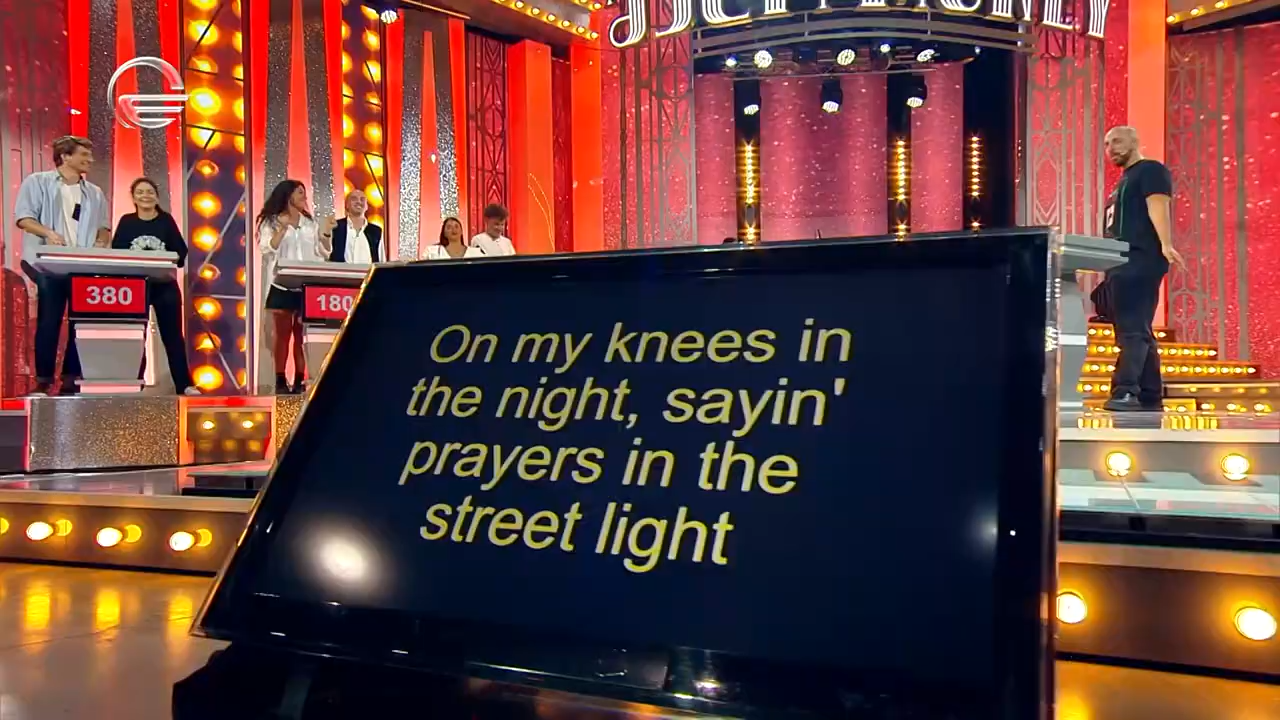 380
180
On my knees in
the night, sayin'
prayers in the
street light